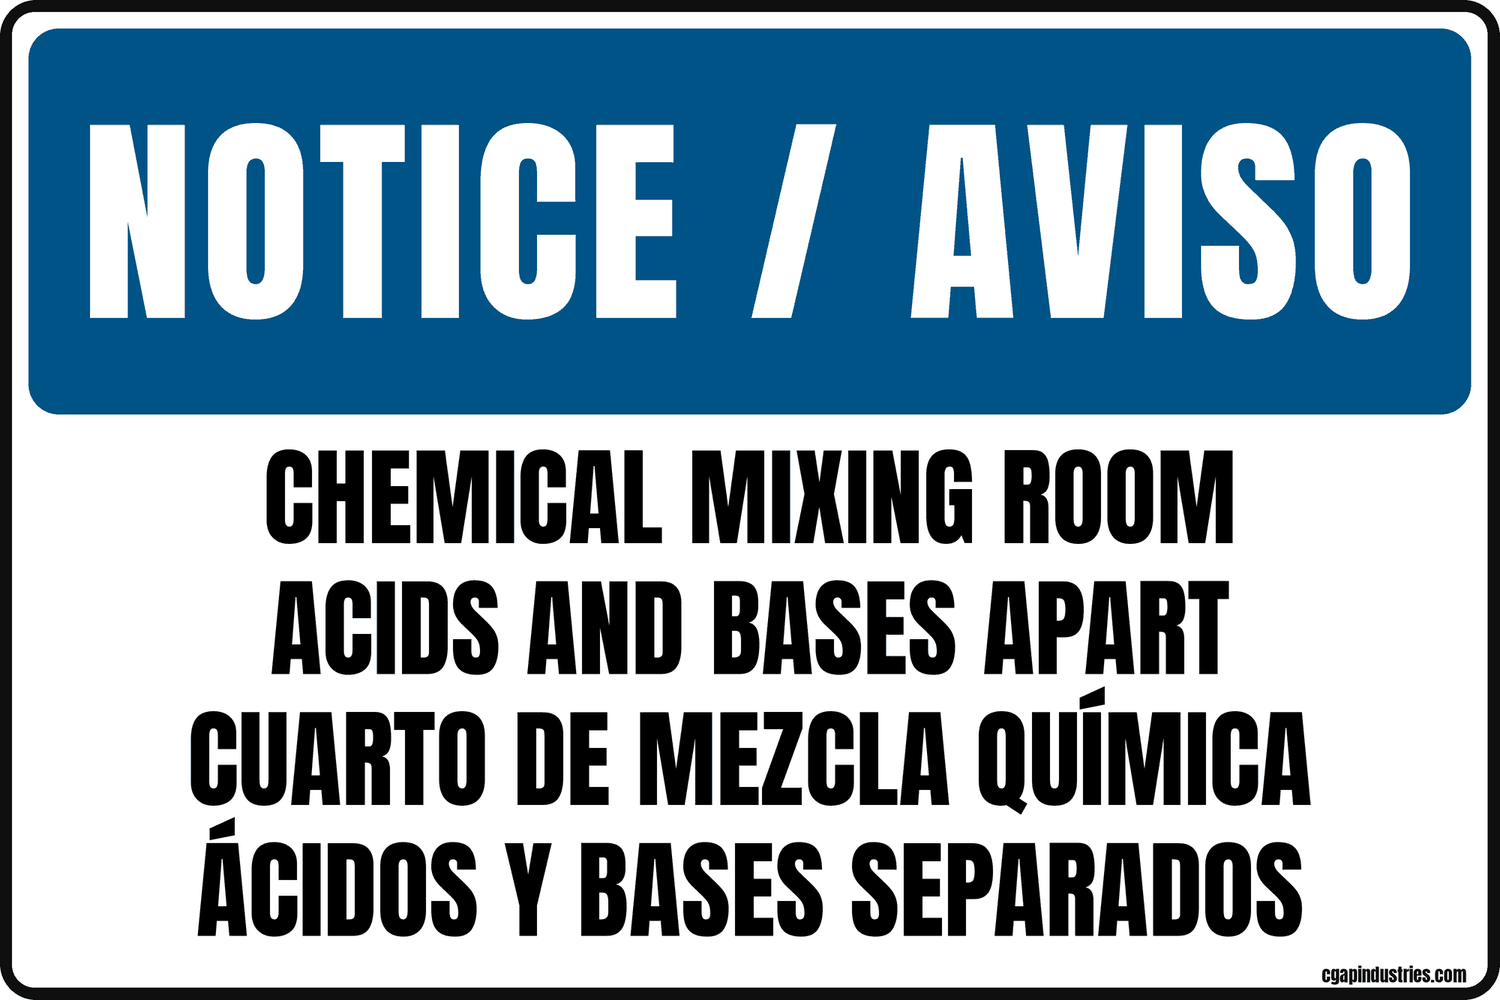 NOTICE / AVISO
CHEMICAL MIXING ROOM
ACIDS AND BASES APART
CUARTO DE MEZCLA QUÍMICA
ÁCIDOS Y BASES SEPARADOS
cgapindustries.com